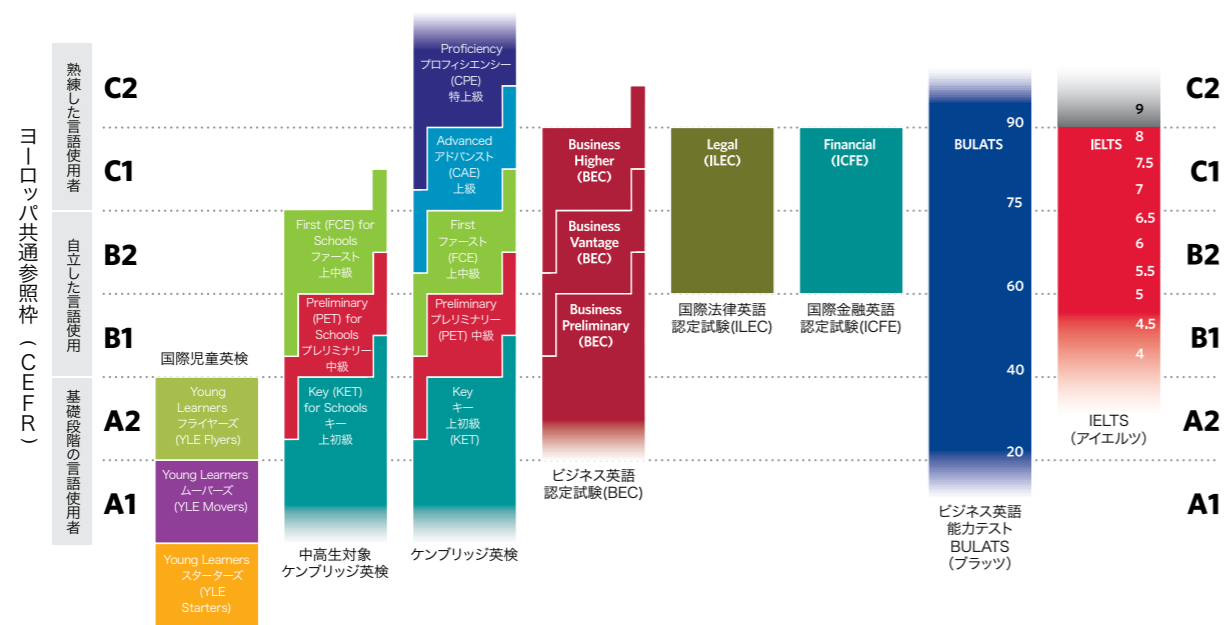 ヨーロッパ共通参照枠（CEFR）
熟練した言語使用者
自立した言語使用
基礎段階の言語使用者
C2
C1
B2
B1
A2
A1
国際児童英検
Young
Learners
フライヤーズ
(YLE Flyers)
Young Learners
ムーバーズ
(YLE Movers)
Young Learners
スターターズ
(YLE
Starters)
First (FCE) for
Schools
ファースト
上中級
Preliminary
(PET) for
Schools
プレリミナリー
中級
Key (KET)
for Schools
キー
上初級
中高生対象
ケンブリッジ英検
Proficiency
プロフィシエンシー
(CPE)
特上級
Advanced
アドバンスト
(CAE)
上級
First
ファースト
(FCE)
上中級
Preliminary
プレリミナリー
(PET) 中級
Key
キー
上初級
(KET)
ケンブリッジ英検
Business
Higher
(BEC)
Business
Vantage
(BEC)
Business
Preliminary
(BEC)
ビジネス英語
認定試験(BEC)
Legal
(ILEC)
国際法律英語
認定試験(ILEC)
Financial
(ICFE)
国際金融英語
認定試験(ICFE)
BULATS
90
75
60
40
20
ビジネス英語
能力テスト
BULATS
（ブラッツ）
IELTS
9
8
7.5
7
6.5
6
5.5
5
4.5
4
IELTS
（アイエルツ）
C2
C1
B2
B1
A2
A1